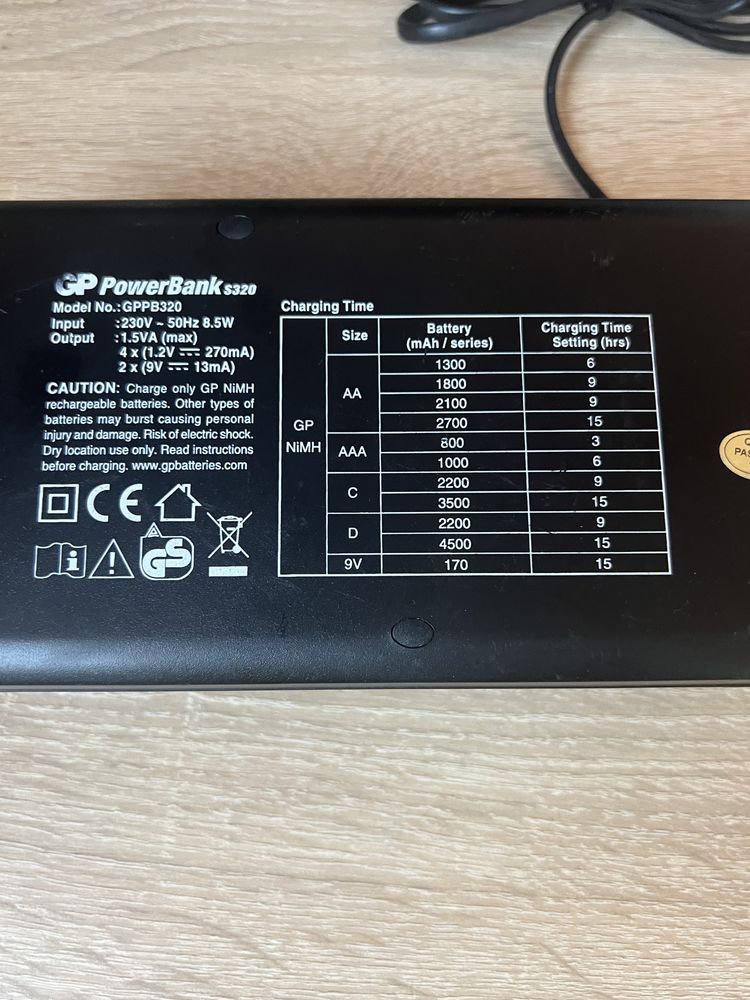 GP PowerBank S320
Model No.:GPPB320
Input :230V ~ 50Hz 8.5W
Output :1.5VA (max)
4 x (1.2V ⎓ 270mA)
2 x (9V ⎓ 13mA)
CAUTION: Charge only GP NiMH
rechargeable batteries. Other types of
batteries may burst causing personal
injury and damage. Risk of electric shock.
Dry location use only. Read instructions
before charging. www.gpbatteries.com
CE
i
GS
Charging Time
Size Battery (mAh / series) Charging Time Setting (hrs)
GP NiMH
AA
1300 6
1800 9
2100 9
2700 15
AAA
800 3
1000 6
C
2200 9
3500 15
D
2200 9
4500 15
9V 170 15